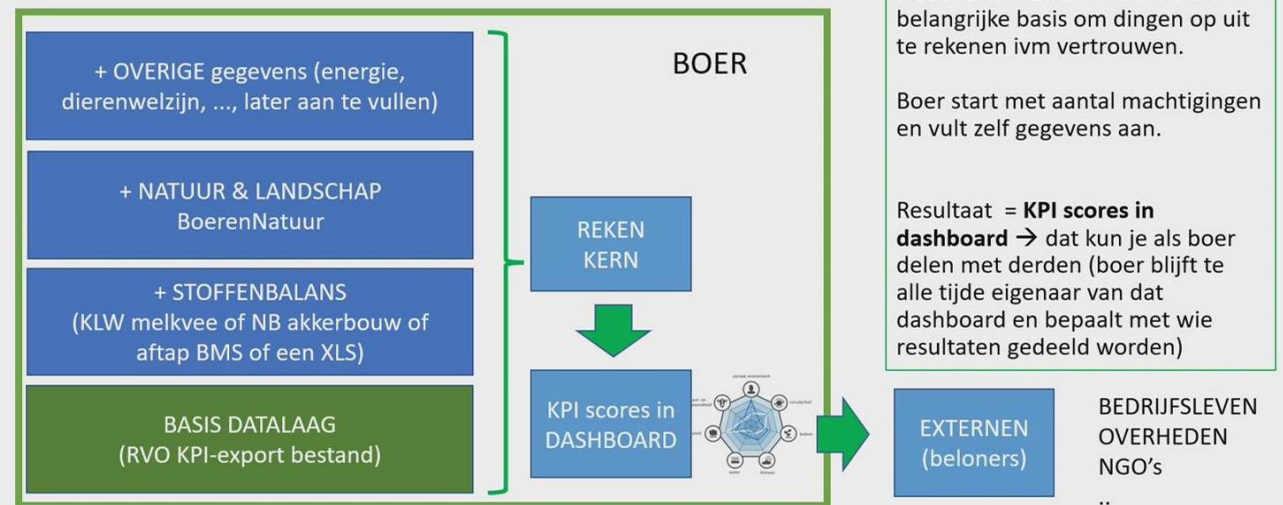 + OVERIGE gegevens (energie,
dierenwelzijn, ..., later aan te vullen)
+ NATUUR & LANDSCHAP
BoerenNatuur
+ STOFFENBALANS
(KLW melkvee of NB akkerbouw of
aftap BMS of een XLS)
BASIS DATALAAG
(RVO KPI-export bestand)
BOER
REKEN
KERN
KPI scores in
DASHBOARD
belangrijke basis om dingen op uit
te rekenen ivm vertrouwen.
Boer start met aantal machtigingen
en vult zelf gegevens aan.
Resultaat = KPI scores in
dashboard → dat kun je als boer
delen met derden (boer blijft te
alle tijde eigenaar van dat
dashboard en bepaalt met wie
resultaten gedeeld worden)
EXTERNEN
(beloners)
BEDRIJFSLEVEN
OVERHEDEN
NGO's
..